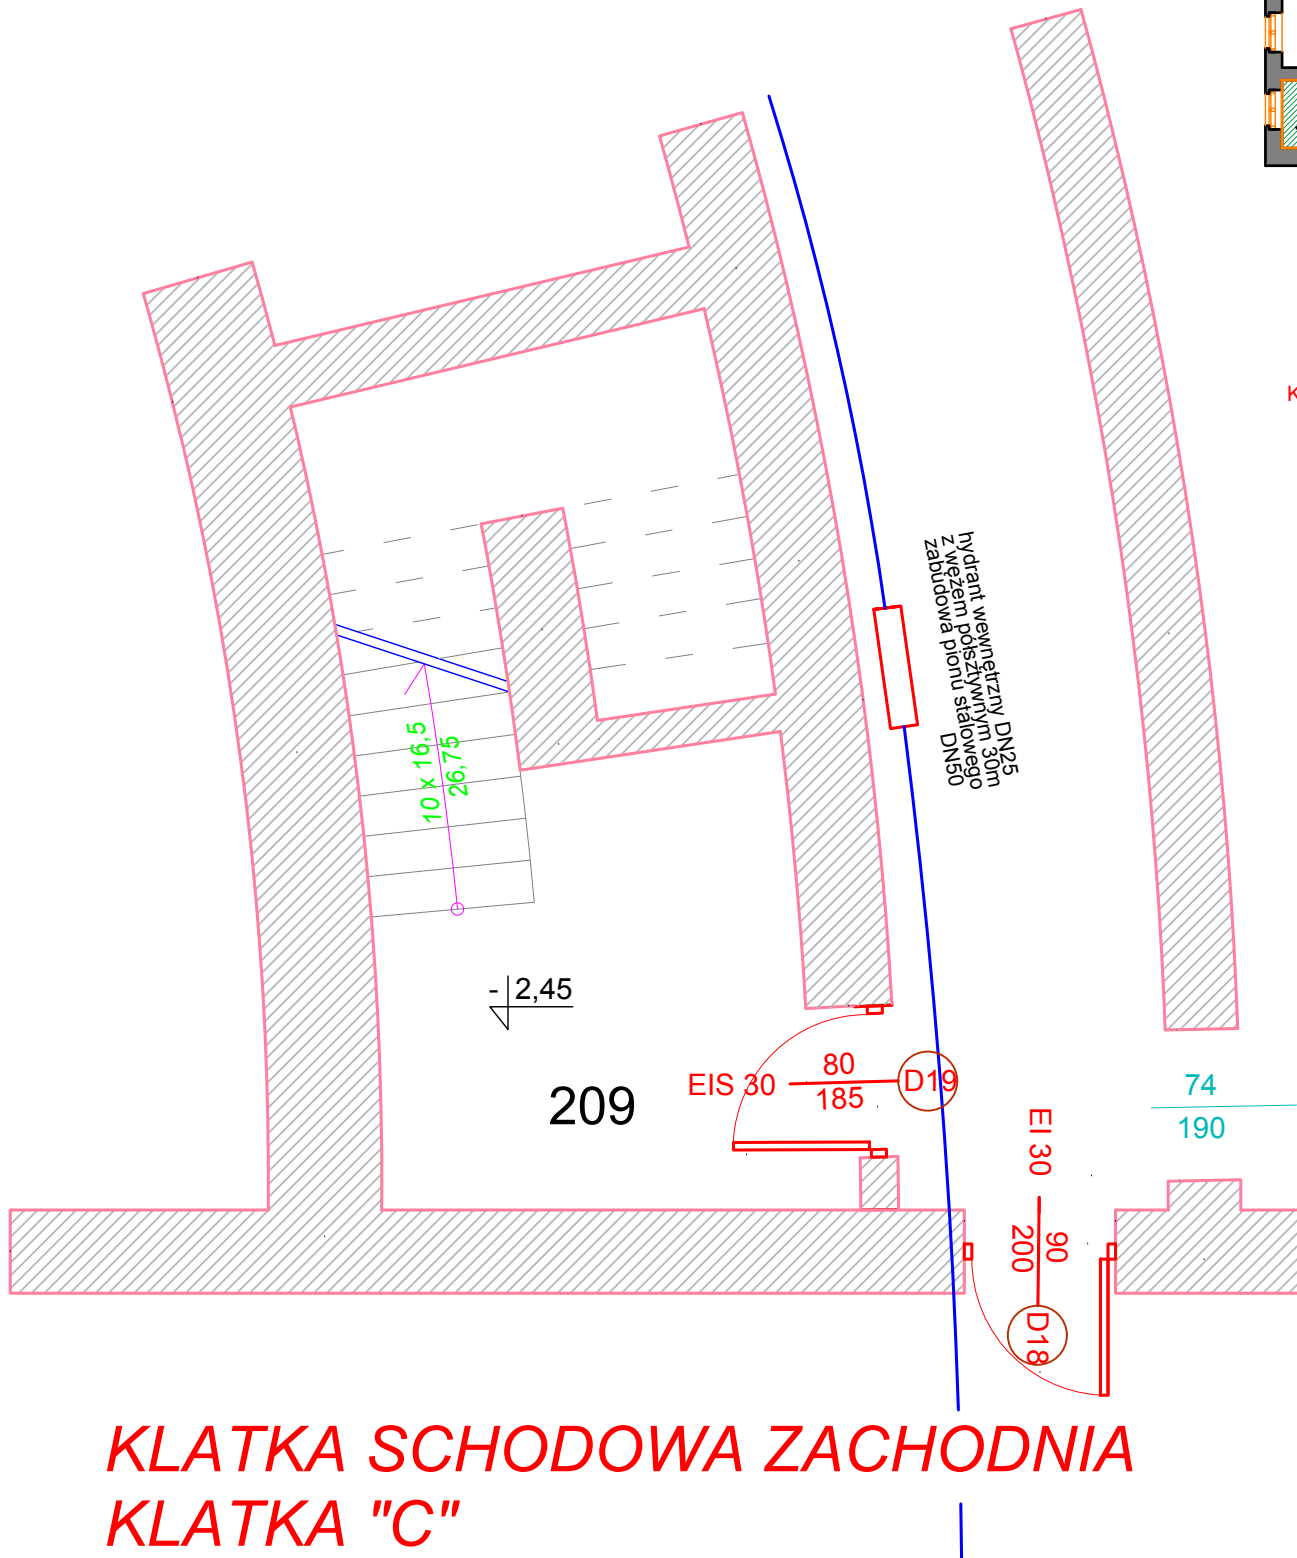 K
hydrant wewnętrzny DN25
z wężem półsztywnym 30m
zabudowa pionu stalowego
DN50
10 x 16,5
26,75
- 2,45
209
EIS 30
80
185
D19
74
190
EI 30
90
200
D18
KLATKA SCHODOWA ZACHODNIA
KLATKA "C"